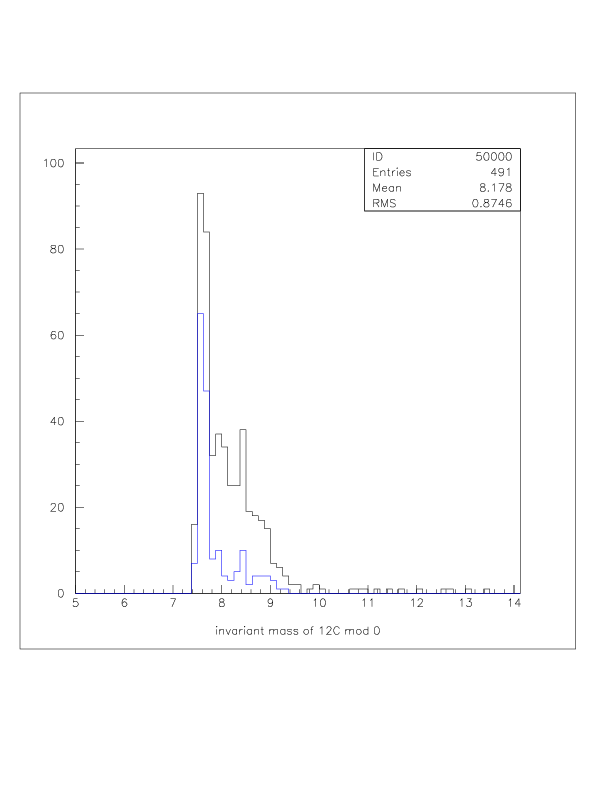 ID 50000
Entries 491
Mean 8.178
RMS 0.8746
100
80
60
40
20
0
5 6 7 8 9 10 11 12 13 14
invariant mass of 12C mod 0